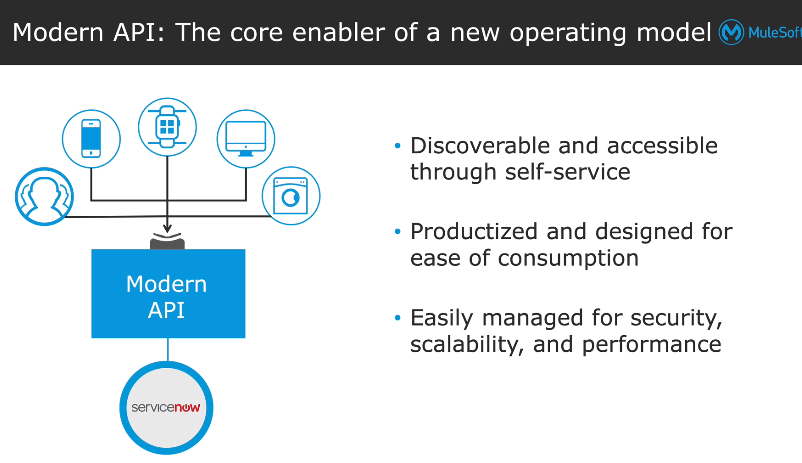 Modern API: The core enabler of a new operating model
MuleSoft
Discoverable and accessible
through self-service
Productized and designed for
ease of consumption
Easily managed for security,
scalability, and performance
Modern
API
servicenow